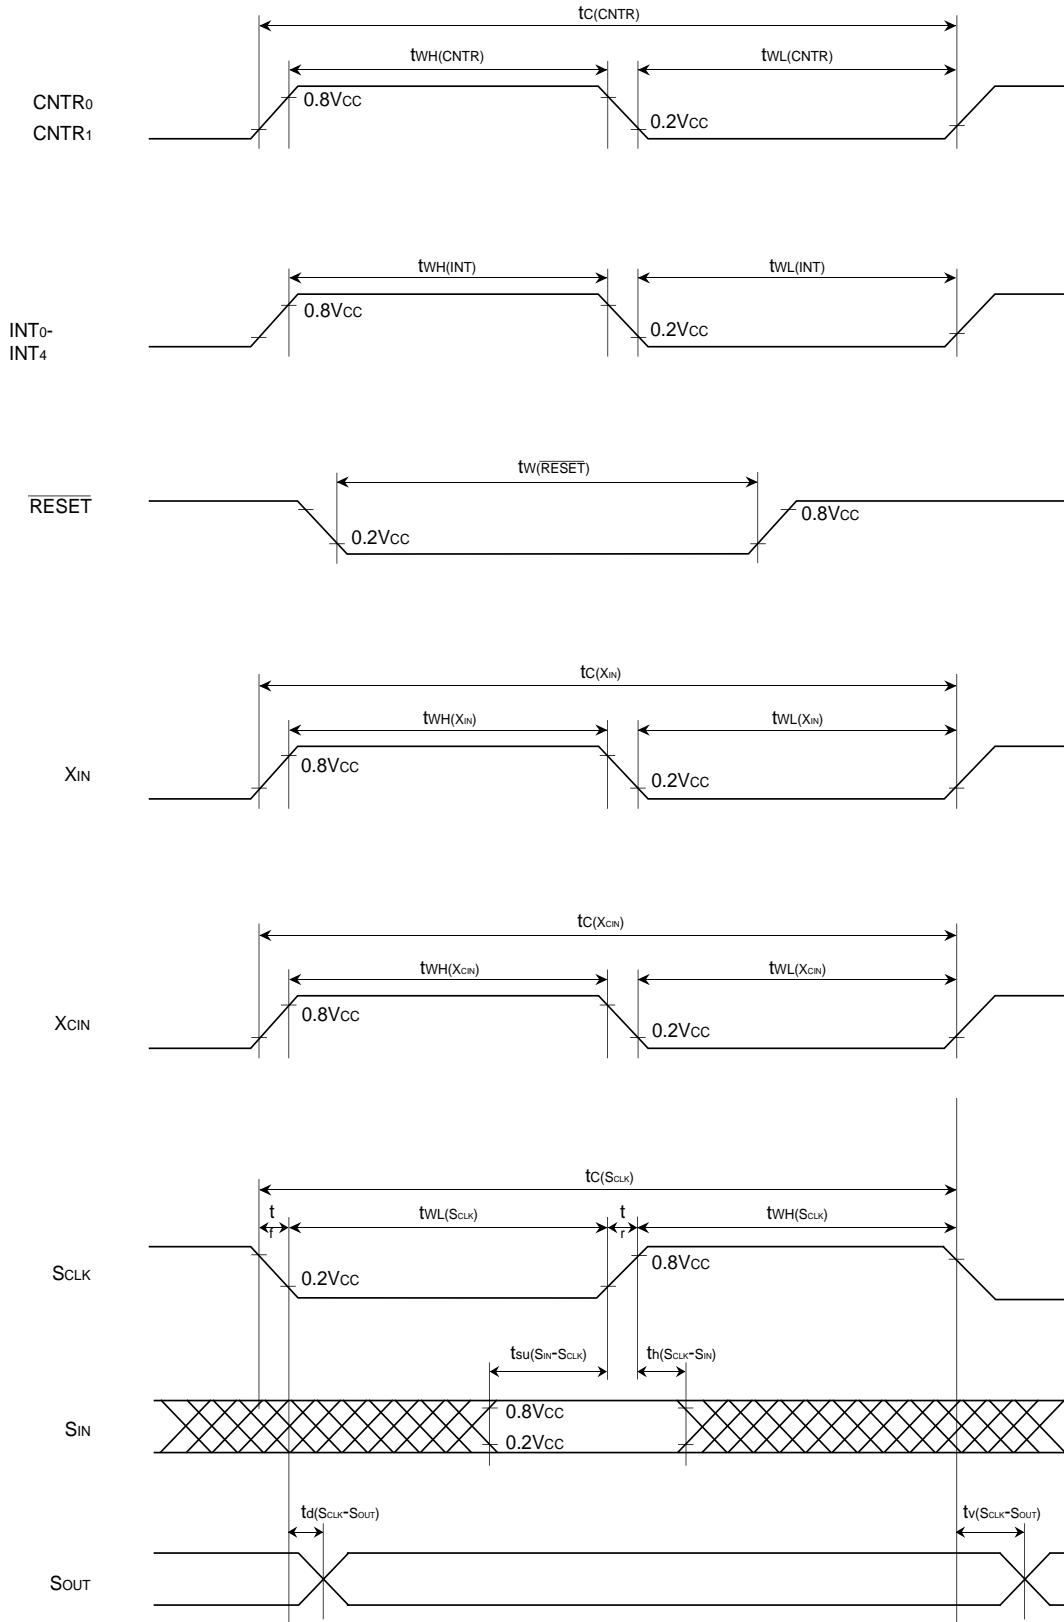 tC(CNTR)
tWH(CNTR)
tWL(CNTR)
CNTR0
CNTR1
0.8VCC
0.2VCC
tWH(INT)
tWL(INT)
INT0-
INT4
0.8VCC
0.2VCC
tW(RESET)
RESET
0.2VCC
0.8VCC
tC(XIN)
tWH(XIN)
tWL(XIN)
XIN
0.8VCC
0.2VCC
tC(XCIN)
tWH(XCIN)
tWL(XCIN)
XCIN
0.8VCC
0.2VCC
tC(SCLK)
tf
tWL(SCLK)
tr
tWH(SCLK)
SCLK
0.2VCC
0.8VCC
tsu(SIN-SCLK)
th(SCLK-SIN)
SIN
0.8VCC
0.2VCC
td(SCLK-SOUT)
tv(SCLK-SOUT)
SOUT